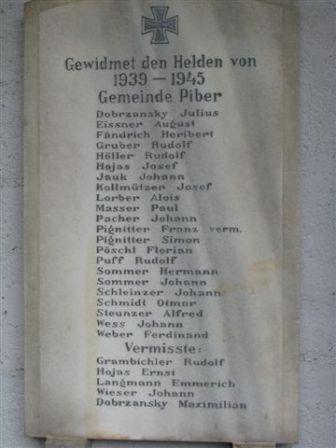 Gewidmet den Helden von
1939 — 1945
Gemeinde Piber
Dobrzansky Julius
Eissner August
Fändrich Heribert
Gruber Rudolf
Höller Rudolf
Hojas Josef
Jauk Johann
Kollmützer Josef
Lorber Alois
Masser Paul
Pacher Johann
Pignitter Franz verm.
Pignitter Simon
Pöschl Florian
Puff Rudolf
Sommer Hermann
Sommer Johann
Schleinzer Johann
Schmidt Otmar
Steunzer Alfred
Wess Johann
Weber Ferdinand
Vermisste:
Grambichler Rudolf
Hojas Ernst
Langmann Emmerich
Wieser Johann
Dobrzansky Maximilian